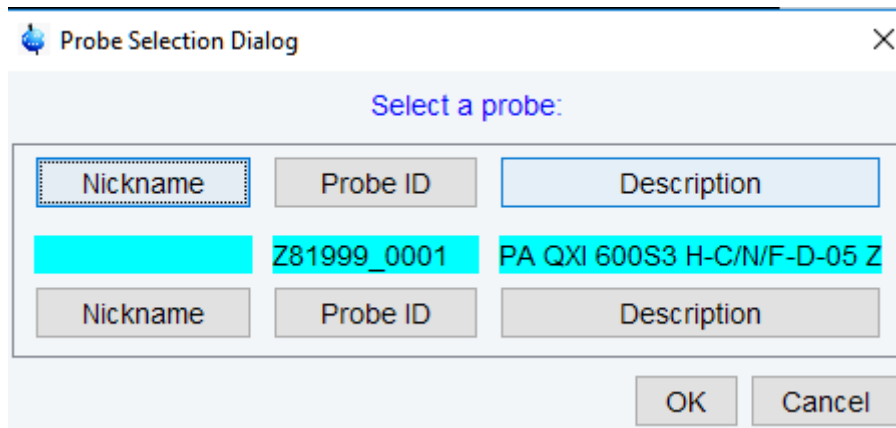 Probe Selection Dialog
Select a probe:
Nickname Probe ID Description
Z81999_0001 PA QXI 600S3 H-C/N/F-D-05 Z
Nickname Probe ID Description
OK Cancel